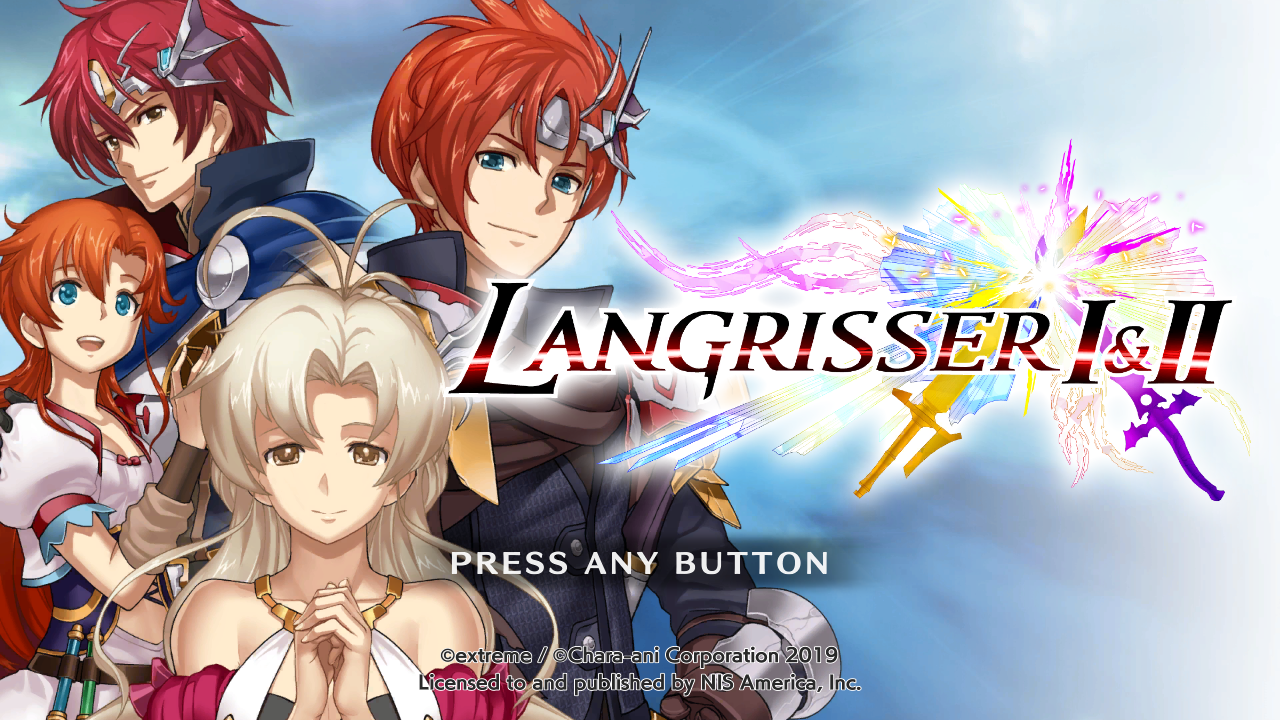 LANGRISSER I & II
PRESS ANY BUTTON
©extreme / ©Chara-ani Corporation 2019
Licensed to and published by NIS America, Inc.